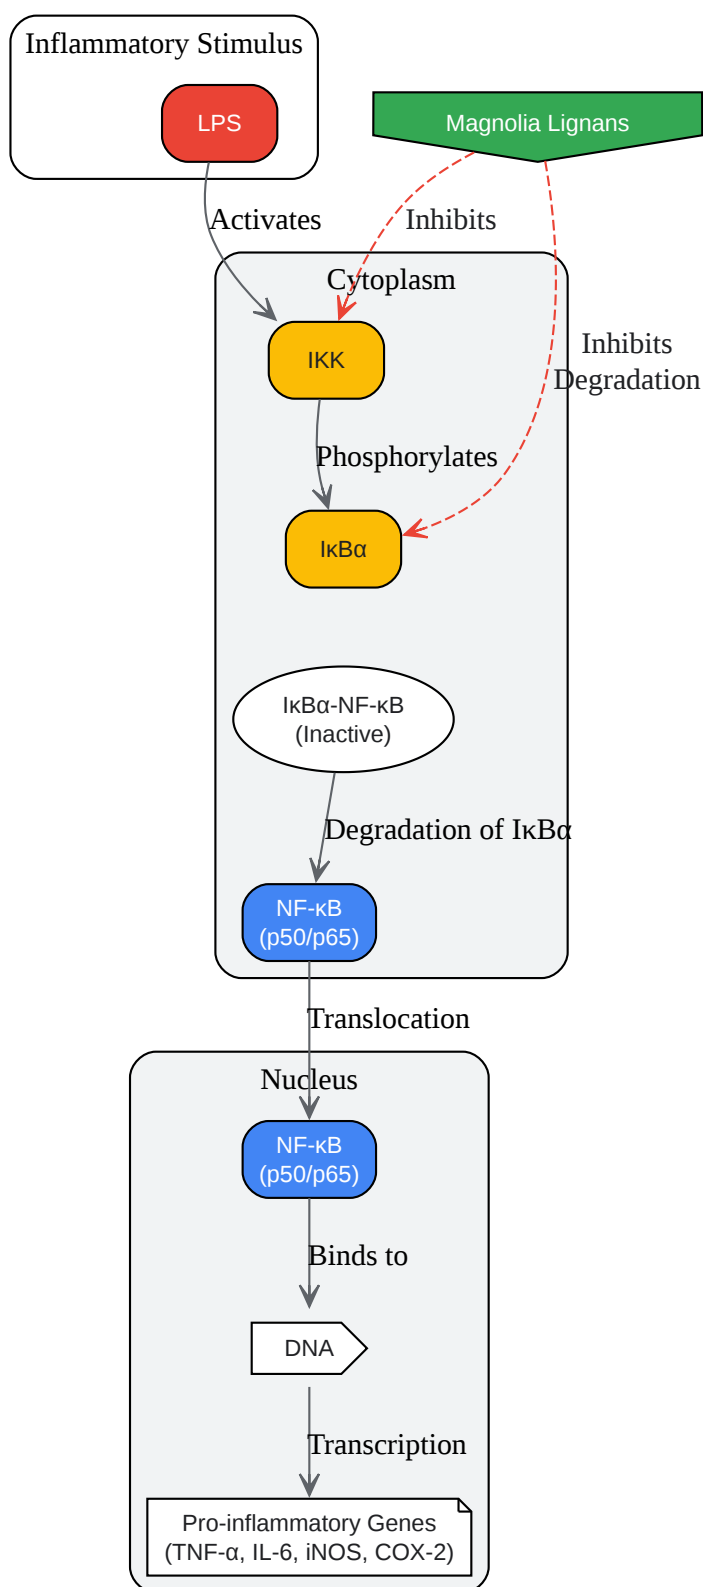 Inflammatory Stimulus
LPS
Magnolia Lignans
Activates
Inhibits
Cytoplasm
Inhibits
Degradation
IKK
Phosphorylates
IκBα
IκBα-NF-κB
(Inactive)
Degradation of IκBα
NF-κB
(p50/p65)
Translocation
Nucleus
NF-κB
(p50/p65)
Binds to
DNA
Transcription
Pro-inflammatory Genes
(TNF-α, IL-6, iNOS, COX-2)